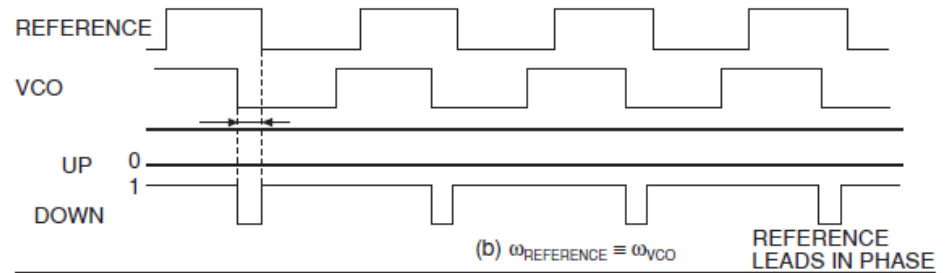 REFERENCE
VCO
UP 0
1
DOWN
(b) ωREFERENCE ≡ ωVCO
REFERENCE
LEADS IN PHASE